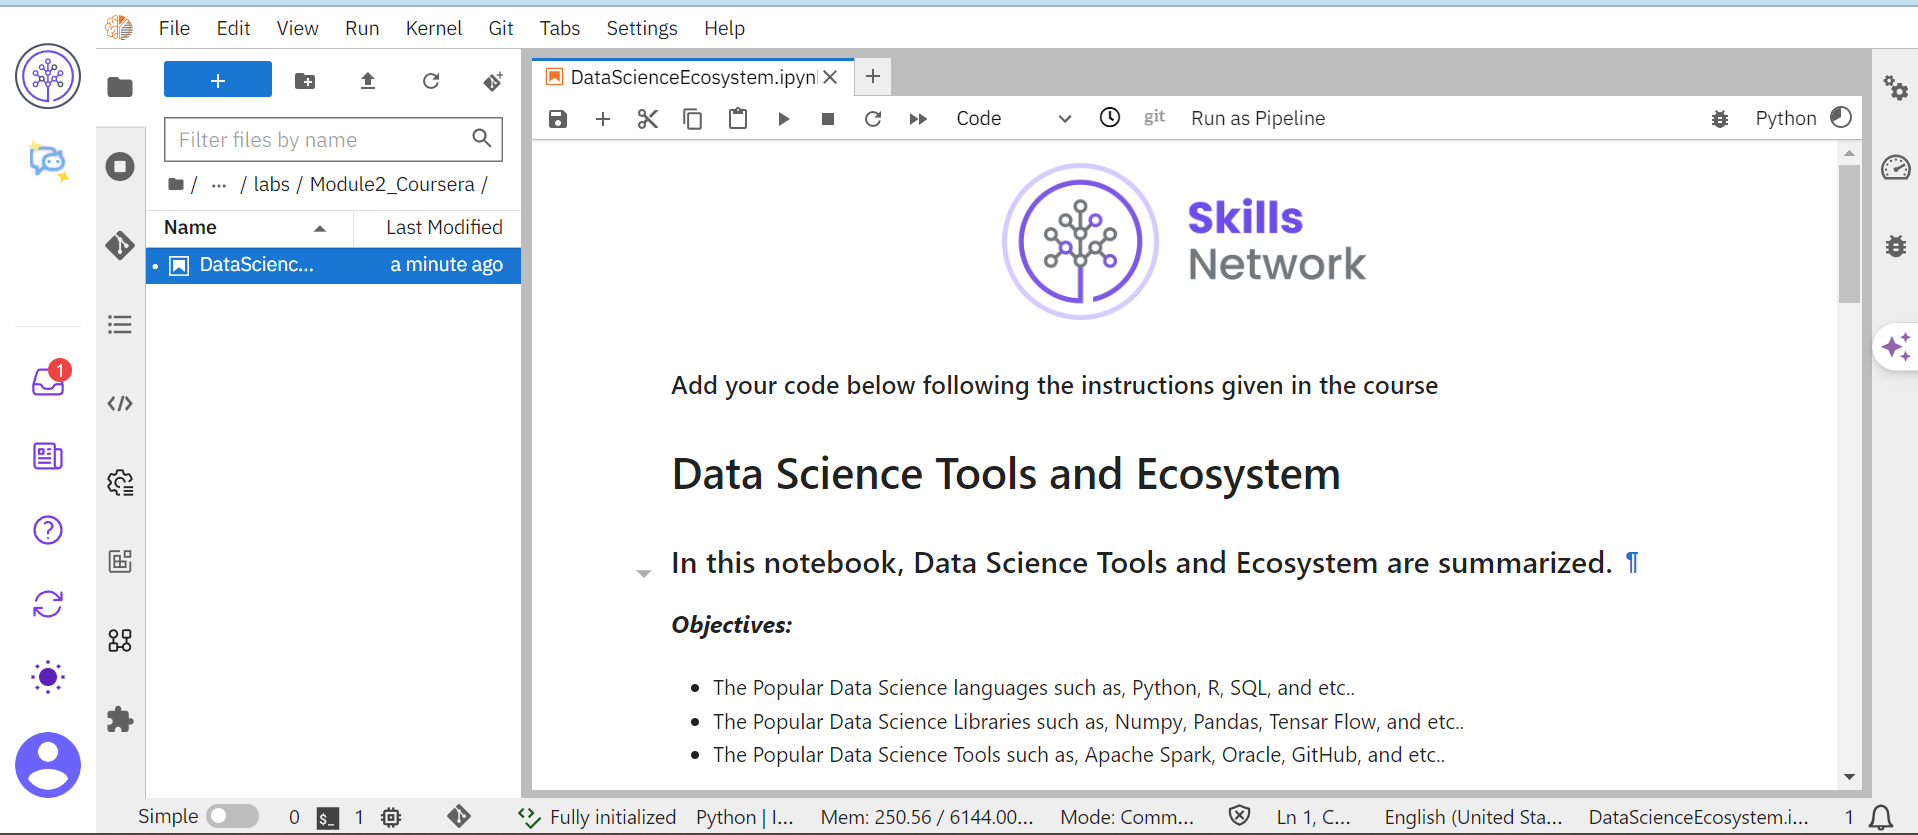 File Edit View Run Kernel Git Tabs Settings Help
DataScienceEcosystem.ipyn
Code
git
Run as Pipeline
Python
Filter files by name
/ ... / labs / Module2_Coursera /
Name
Last Modified
DataScienc...
a minute ago
1
Skills
Network
Add your code below following the instructions given in the course
Data Science Tools and Ecosystem
In this notebook, Data Science Tools and Ecosystem are summarized. ¶
Objectives:
The Popular Data Science languages such as, Python, R, SQL, and etc..
The Popular Data Science Libraries such as, Numpy, Pandas, Tensar Flow, and etc..
The Popular Data Science Tools such as, Apache Spark, Oracle, GitHub, and etc..
Simple 0 $_ 1 Fully initialized Python | I... Mem: 250.56 / 6144.00... Mode: Comm... Ln 1, C... English (United Sta... DataScienceEcosystem.i... 1